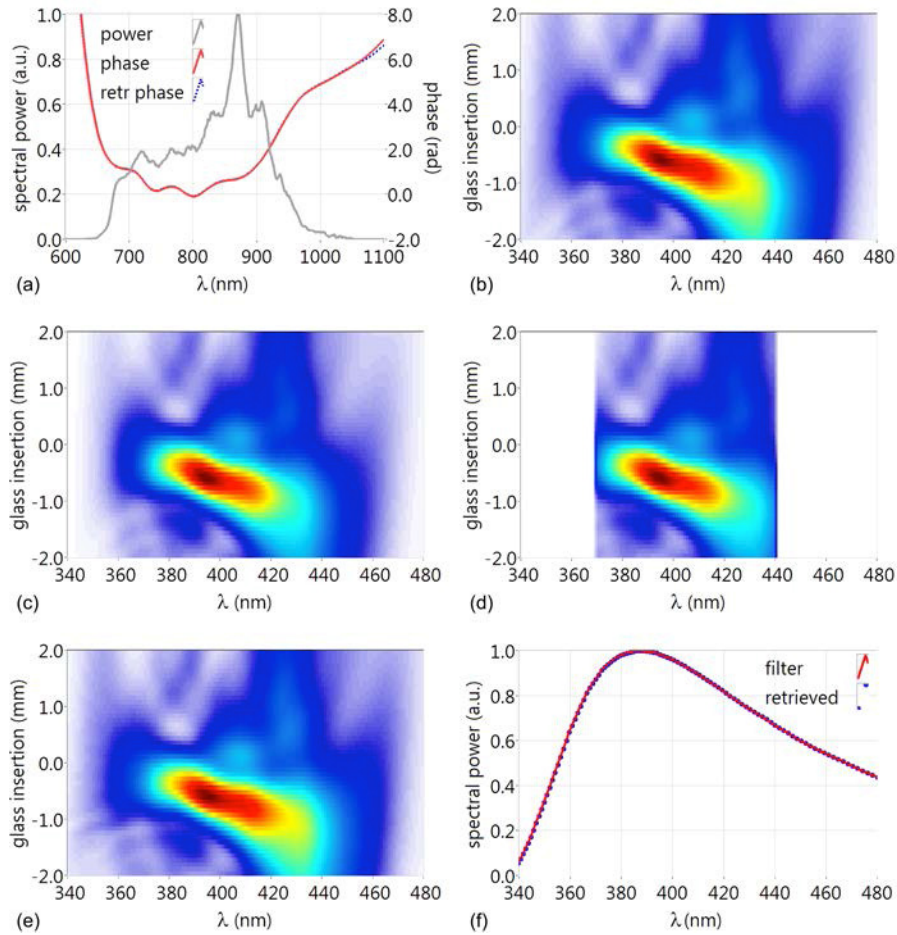 1.0
0.8
0.6
0.4
0.2
0.0
spectral power (a.u.)
power
phase
retr phase
8.0
6.0
4.0
2.0
0.0
-2.0
phase (rad)
600 700 800 900 1000 1100
λ (nm)
(a)
2.0
1.0
0.0
-1.0
-2.0
glass insertion (mm)
340 360 380 400 420 440 460 480
λ (nm)
(b)
2.0
1.0
0.0
-1.0
-2.0
glass insertion (mm)
340 360 380 400 420 440 460 480
λ (nm)
(c)
2.0
1.0
0.0
-1.0
-2.0
glass insertion (mm)
340 360 380 400 420 440 460 480
λ (nm)
(d)
2.0
1.0
0.0
-1.0
-2.0
glass insertion (mm)
340 360 380 400 420 440 460 480
λ (nm)
(e)
1.0
0.8
0.6
0.4
0.2
0.0
spectral power (a.u.)
filter
retrieved
340 360 380 400 420 440 460 480
λ (nm)
(f)